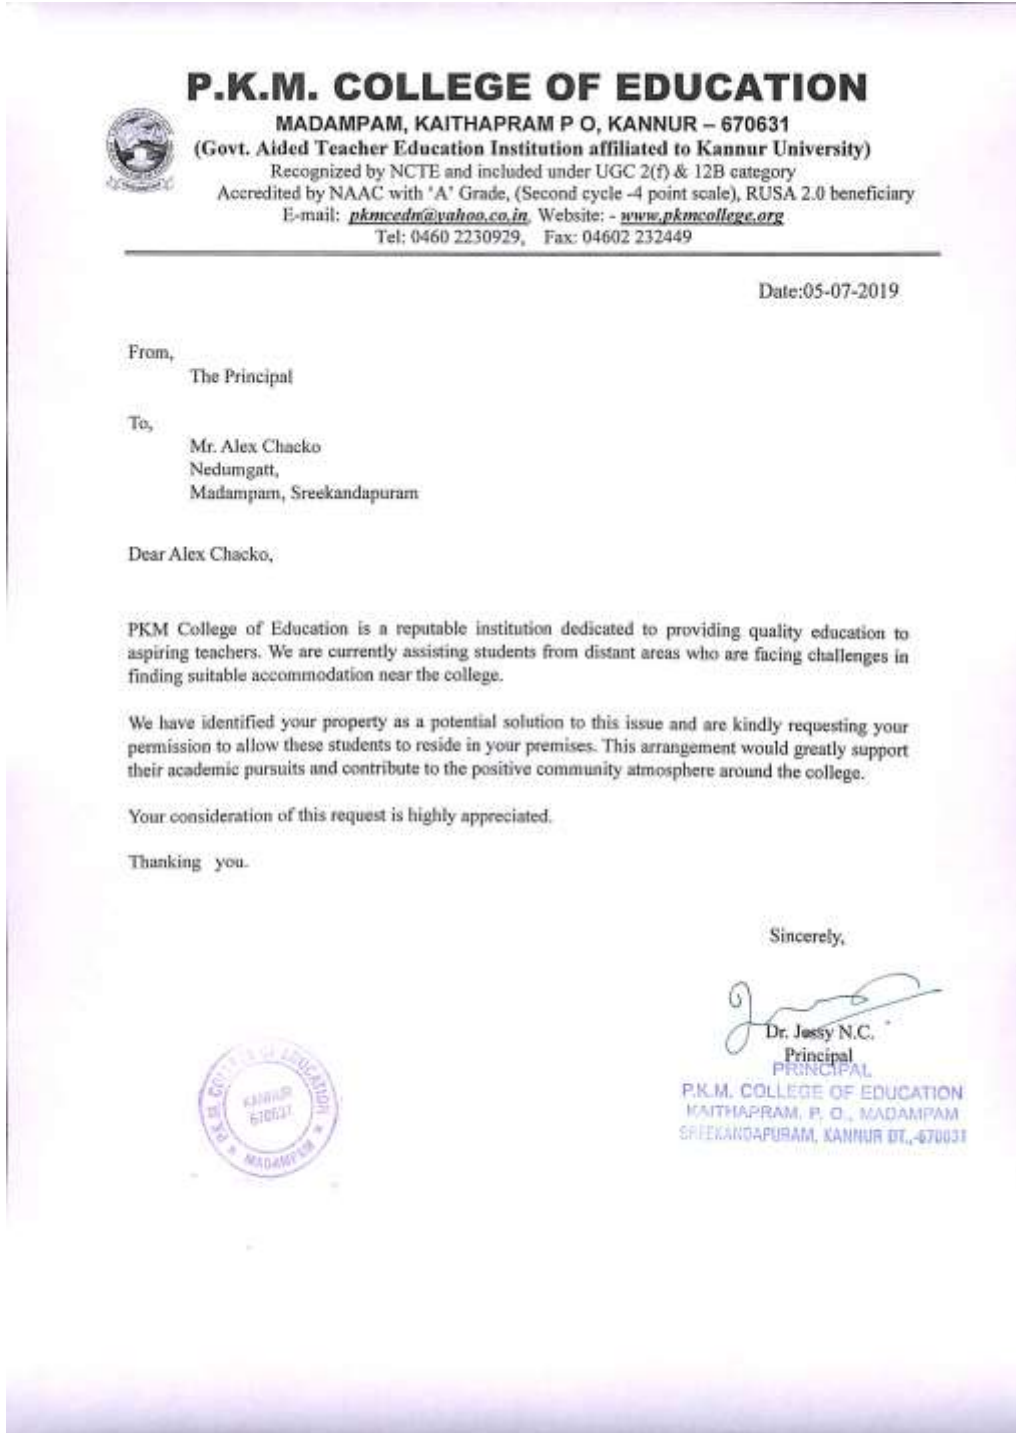 P.K.M. COLLEGE OF EDUCATION
MADAMPAM, KAITHAPRAM P O, KANNUR – 670631
(Govt. Aided Teacher Education Institution affiliated to Kannur University)
Recognized by NCTE and included under UGC 2(f) & 12B category
Accredited by NAAC with 'A' Grade, (Second cycle -4 point scale), RUSA 2.0 beneficiary
E-mail: pkmcedn@yahoo.co.in, Website: - www.pkmcollege.org
Tel: 0460 2230929, Fax: 04602 232449
Date:05-07-2019
From,
The Principal
To,
Mr. Alex Chacko
Nedumgatt,
Madampam, Sreekandapuram
Dear Alex Chacko,
PKM College of Education is a reputable institution dedicated to providing quality education to
aspiring teachers. We are currently assisting students from distant areas who are facing challenges in
finding suitable accommodation near the college.
We have identified your property as a potential solution to this issue and are kindly requesting your
permission to allow these students to reside in your premises. This arrangement would greatly support
their academic pursuits and contribute to the positive community atmosphere around the college.
Your consideration of this request is highly appreciated.
Thanking you.
Sincerely,
Dr. Jessy N.C.
Principal
PRINCIPAL
P.K.M. COLLEGE OF EDUCATION
KAITHAPRAM, P. O., MADAMPAM
SREEKANDAPURAM, KANNUR DT.,-670631
P K M COLLEGE OF EDUCATION
KANNUR
670631
* MADAMPAM *